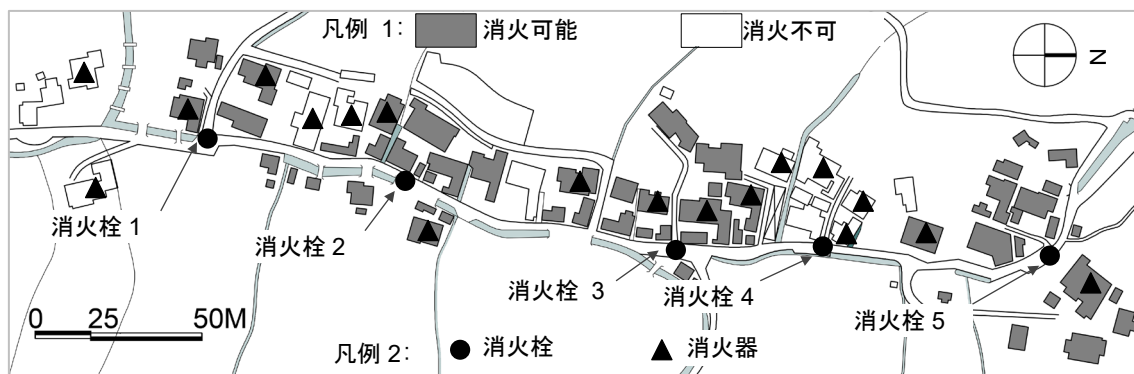 凡例 1: 消火可能 消火不可
N
消火栓 1
消火栓 2
消火栓 3
消火栓 4
消火栓 5
0 25 50M
凡例 2: 消火栓 消火器